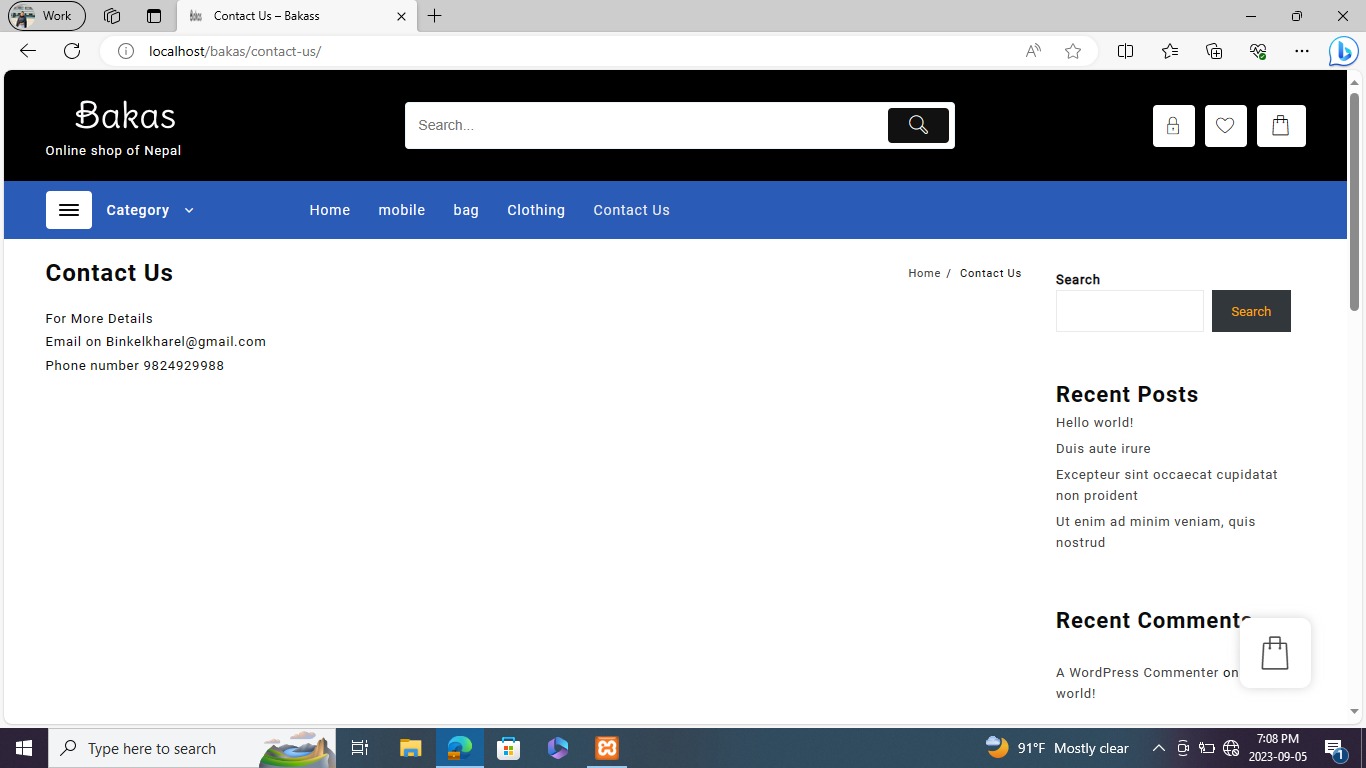 Work
Contact Us – Bakass
localhost/bakas/contact-us/
Bakas
Online shop of Nepal
Search...
Category
Home
mobile
bag
Clothing
Contact Us
Contact Us
Home / Contact Us
For More Details
Email on Binkelkharel@gmail.com
Phone number 9824929988
Search
Search
Recent Posts
Hello world!
Duis aute irure
Excepteur sint occaecat cupidatat
non proident
Ut enim ad minim veniam, quis
nostrud
Recent Comments
A WordPress Commenter on
world!
Type here to search
91°F Mostly clear
7:08 PM
2023-09-05
1